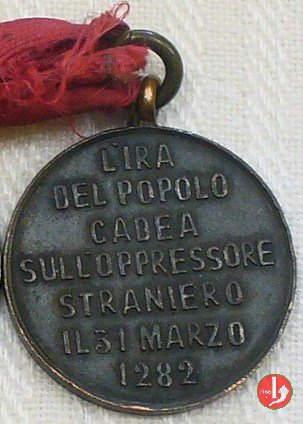 L'IRA
DEL POPOLO
CADEA
SULL'OPPRESSORE
STRANIERO
IL 31 MARZO
1282